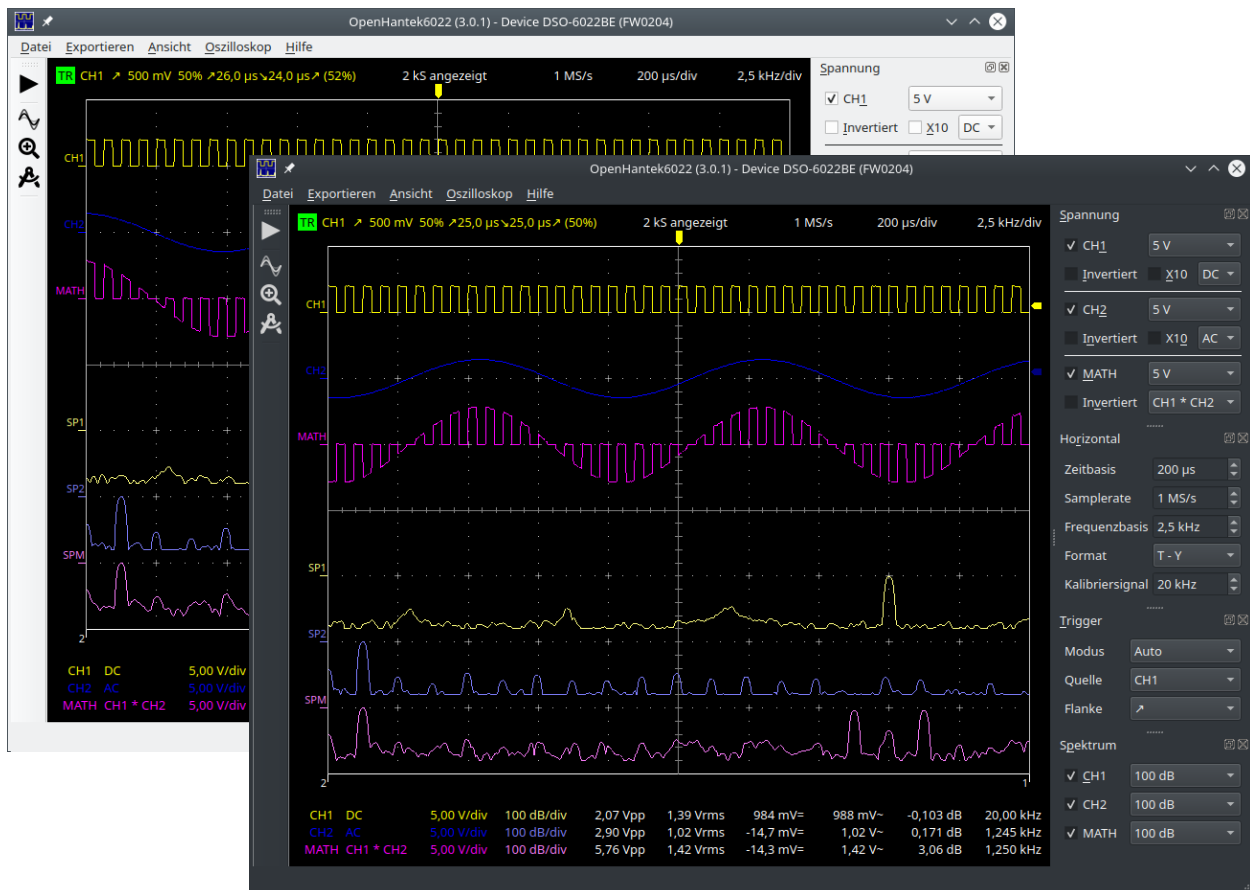 OpenHantek6022 (3.0.1) - Device DSO-6022BE (FW0204)
Datei Exportieren Ansicht Oszilloskop Hilfe
TR CH1 ↗ 500 mV 50% ↗26,0 µs↘24,0 µs↗ (52%) 2 kS angezeigt 1 MS/s 200 µs/div 2,5 kHz/div
Spannung
CH1 5 V
Invertiert X10 DC
CH1
CH2
MATH
SP1
SP2
SPM
2
CH1 DC 5,00 V/div
CH2 AC 5,00 V/div
MATH CH1 * CH2 5,00 V/div
OpenHantek6022 (3.0.1) - Device DSO-6022BE (FW0204)
Datei Exportieren Ansicht Oszilloskop Hilfe
TR CH1 ↗ 500 mV 50% ↗25,0 µs↘25,0 µs↗ (50%) 2 kS angezeigt 1 MS/s 200 µs/div 2,5 kHz/div
CH1
CH2
MATH
SP1
SP2
SPM
2 1
CH1 DC 5,00 V/div 100 dB/div 2,07 Vpp 1,39 Vrms 984 mV= 988 mV~ -0,103 dB 20,00 kHz
CH2 AC 5,00 V/div 100 dB/div 2,90 Vpp 1,02 Vrms -14,7 mV= 1,02 V~ 0,171 dB 1,245 kHz
MATH CH1 * CH2 5,00 V/div 100 dB/div 5,76 Vpp 1,42 Vrms -14,3 mV= 1,42 V~ 3,06 dB 1,250 kHz
Spannung
CH1 5 V
Invertiert X10 DC
CH2 5 V
Invertiert X10 AC
MATH 5 V
Invertiert CH1 * CH2
Horizontal
Zeitbasis 200 µs
Samplerate 1 MS/s
Frequenzbasis 2,5 kHz
Format T - Y
Kalibriersignal 20 kHz
Trigger
Modus Auto
Quelle CH1
Flanke ↗
Spektrum
CH1 100 dB
CH2 100 dB
MATH 100 dB